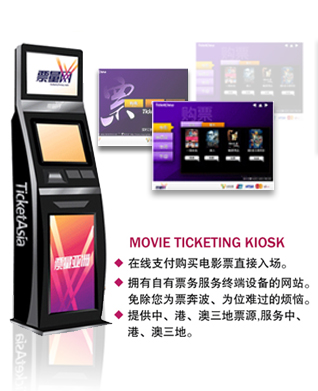 票量网
TicketAsia
票
购票
票量亚洲
MOVIE TICKETING KIOSK
在线支付购买电影票直接入场。
拥有自有票务服务终端设备的网站。
免除您为票奔波、为位难过的烦恼。
提供中、港、澳三地票源,服务中、
港、澳三地。